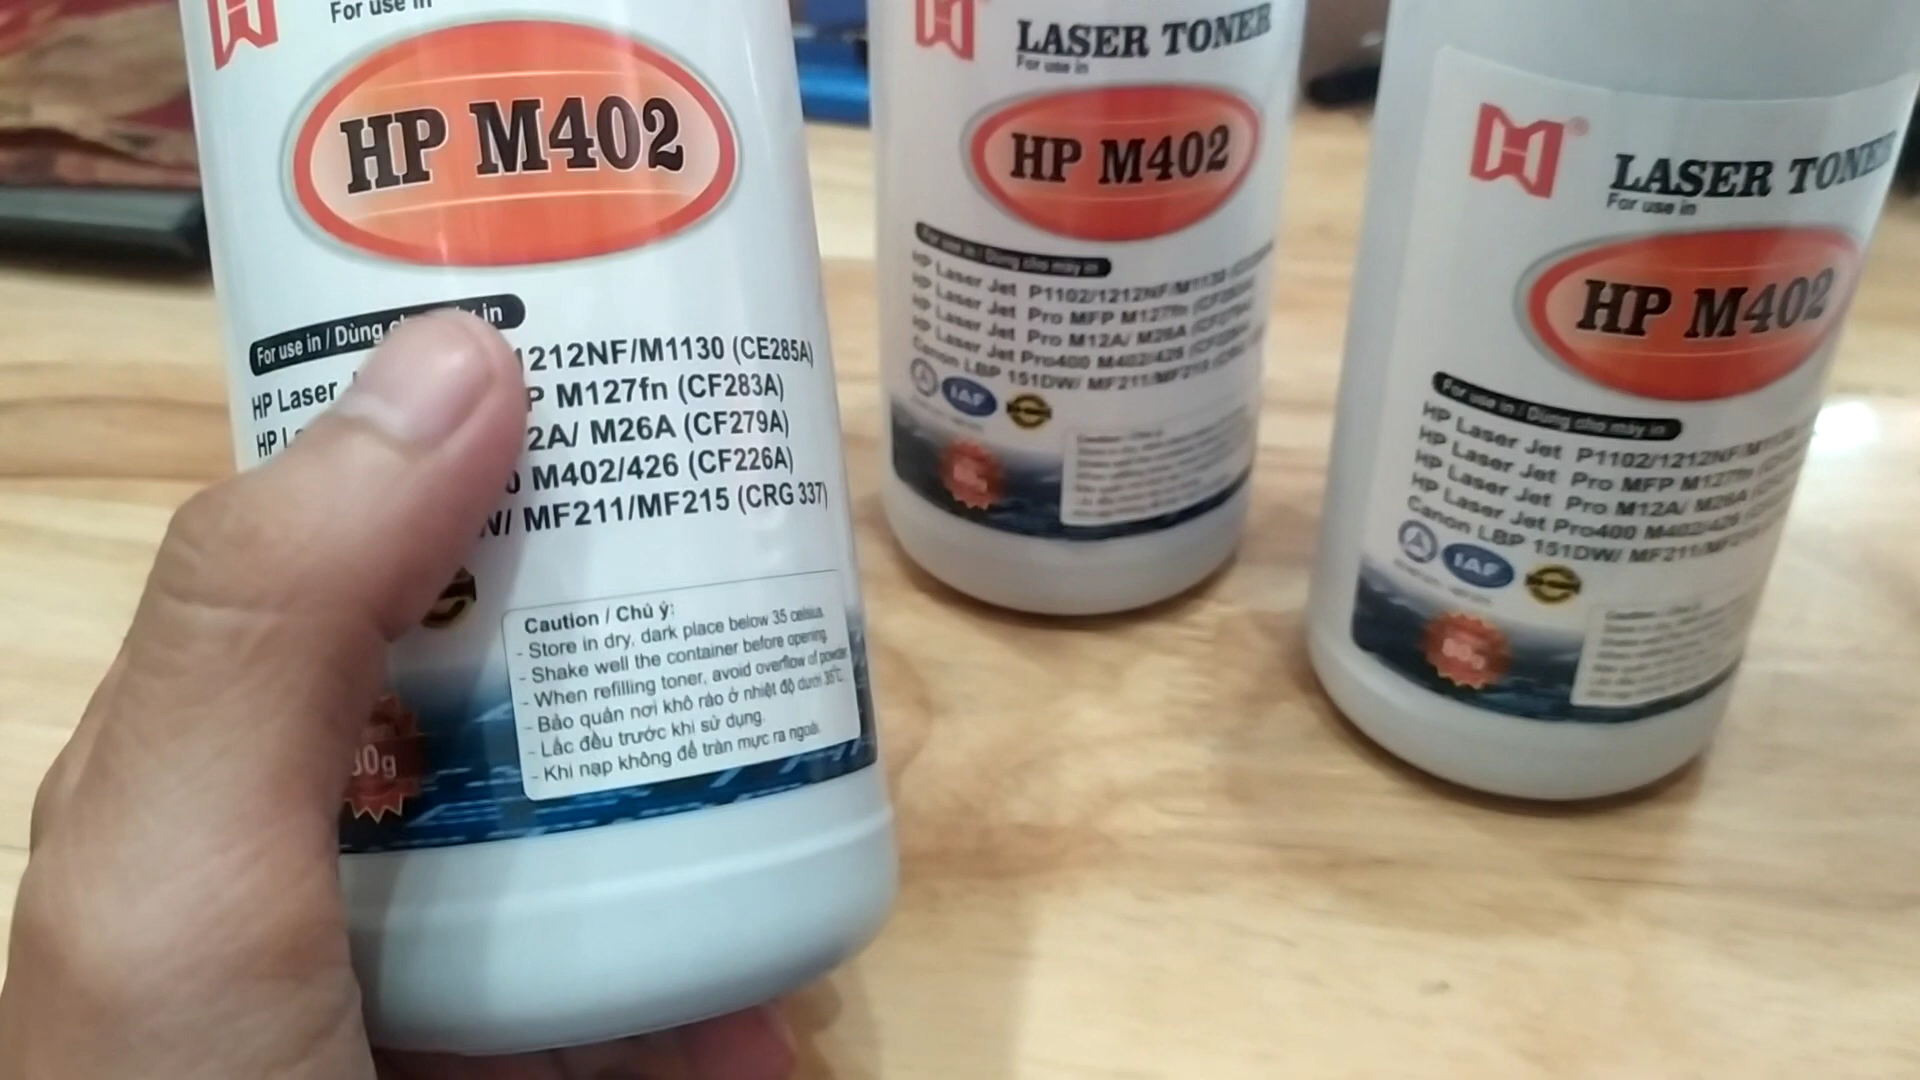 For use in
HP M402
For use in / Dùng in
HP Laser 1212NF/M1130 (CE285A)
HP M127fn (CF283A)
2A/ M26A (CF279A)
M402/426 (CF226A)
MF211/MF215 (CRG 337)
Caution / Chú ý:
- Store in dry, dark place below 35 celsius.
- Shake well the container before opening.
- When refilling toner, avoid overflow of powder.
- Bảo quản nơi khô ráo ở nhiệt độ dưới 35°C.
- Lắc đều trước khi sử dụng.
- Khi nạp không để tràn mực ra ngoài.
LASER TONER
For use in
HP M402
For use in / Dùng cho máy in
HP Laser Jet P1102/1212NF/M1130
HP Laser Jet Pro MFP M127fn
HP Laser Jet Pro M12A/ M26A
HP Laser Jet Pro400 M402/426
Canon LBP 151DW/ MF211/MF215
IAF
LASER TONER
For use in
HP M402
For use in / Dùng cho máy in
HP Laser Jet P1102/1212NF/
HP Laser Jet Pro MFP M127fn
HP Laser Jet Pro M12A/ M26A
HP Laser Jet Pro400 M402/426
Canon LBP 151DW/ MF211/
IAF
80g